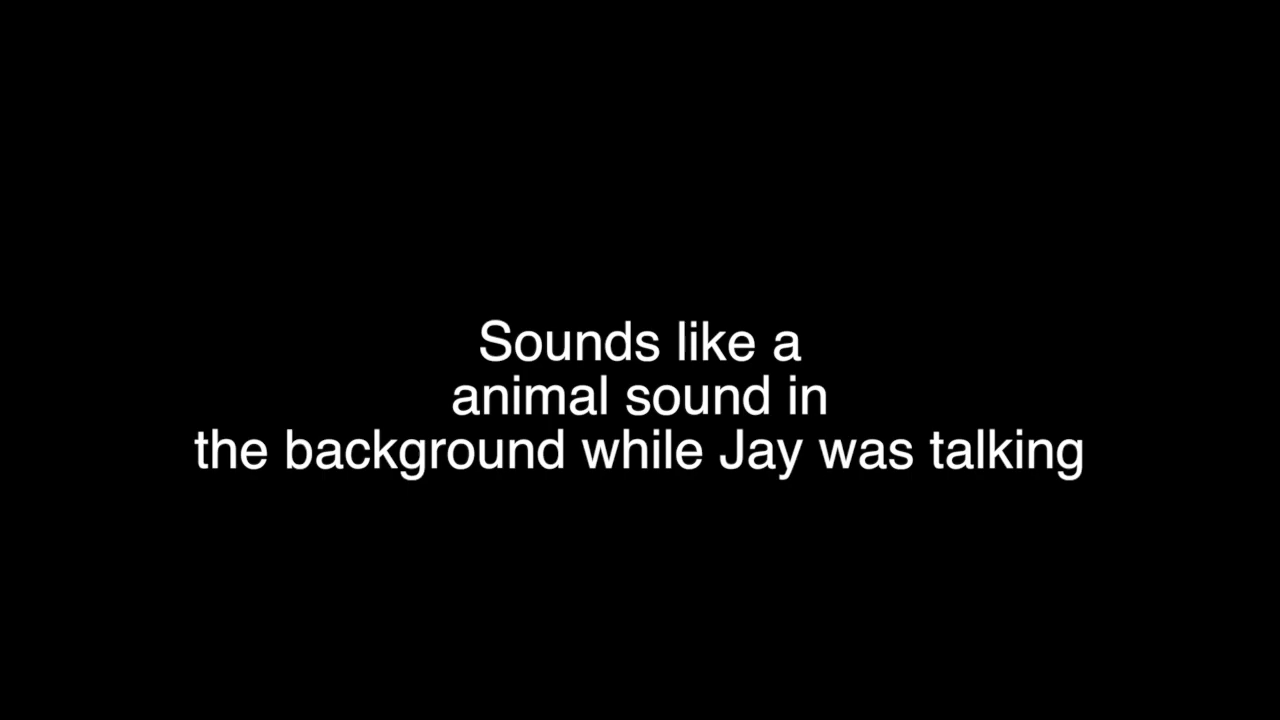 Sounds like a
animal sound in
the background while Jay was talking